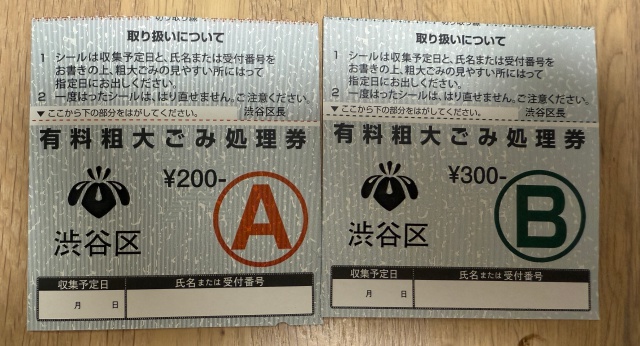 取り扱いについて
1 シールは収集予定日と、氏名または受付番号を
お書きの上、粗大ごみの見やすい所にはって
指定日にお出しください。
2 一度はったシールは、はり直せません。ご注意ください。
▼ここから下の部分をはがしてください。 渋谷区長
有料粗大ごみ処理券
¥200-
A
渋谷区
収集予定日 氏名または受付番号
月 日
取り扱いについて
1 シールは収集予定日と、氏名または受付番号を
お書きの上、粗大ごみの見やすい所にはって
指定日にお出しください。
2 一度はったシールは、はり直せません。ご注意ください。
▼ここから下の部分をはがしてください。 渋谷区長
有料粗大ごみ処理券
¥300-
B
渋谷区
収集予定日 氏名または受付番号
月 日